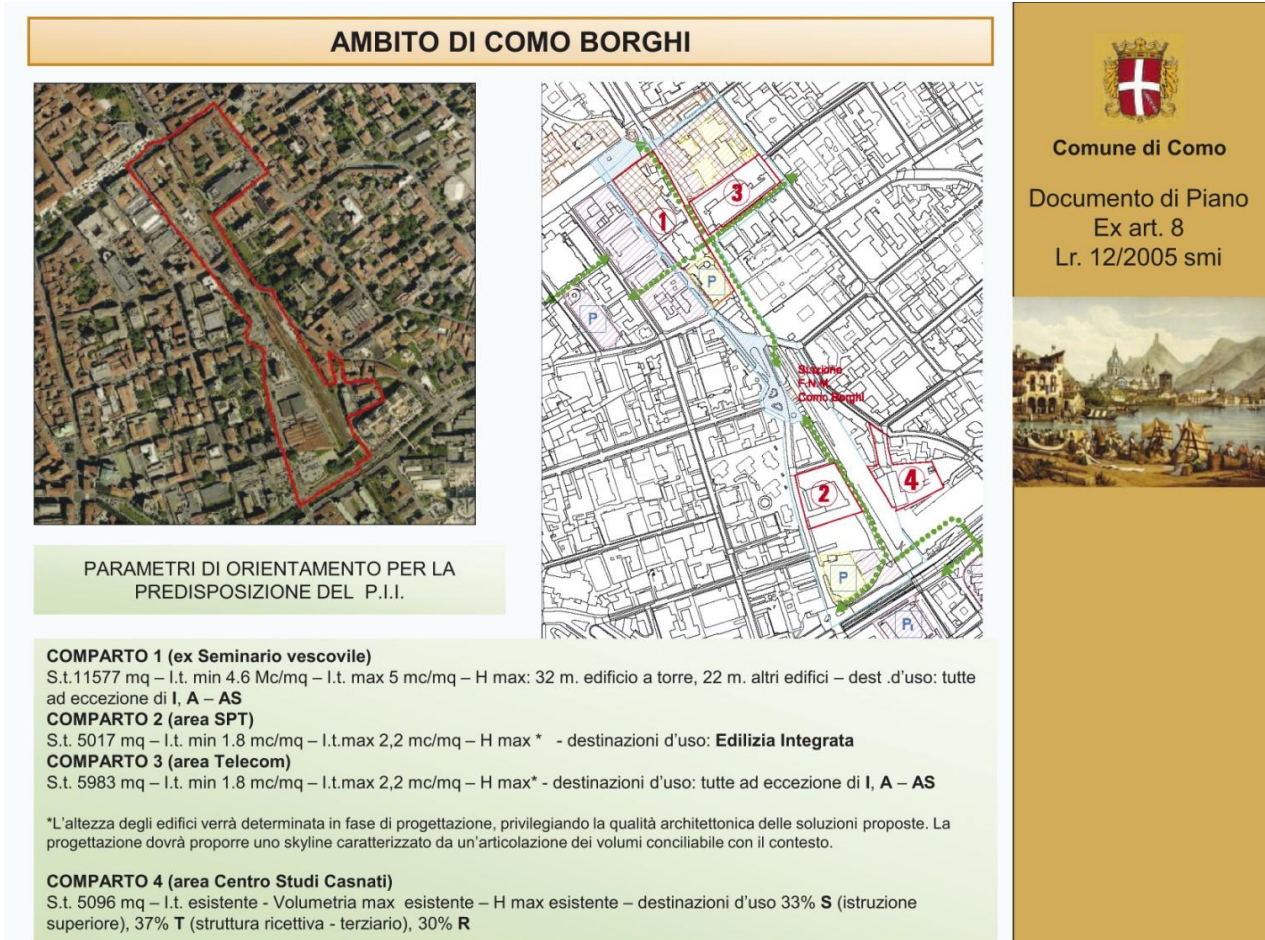 AMBITO DI COMO BORGHI
1
3
P
P
Stazione
F.N.M.
Como Borghi
2
4
P
P
PARAMETRI DI ORIENTAMENTO PER LA
PREDISPOSIZIONE DEL P.I.I.
COMPARTO 1 (ex Seminario vescovile)
S.t.11577 mq – I.t. min 4.6 Mc/mq – I.t. max 5 mc/mq – H max: 32 m. edificio a torre, 22 m. altri edifici – dest .d'uso: tutte
ad eccezione di I, A – AS
COMPARTO 2 (area SPT)
S.t. 5017 mq – I.t. min 1.8 mc/mq – I.t.max 2,2 mc/mq – H max * - destinazioni d'uso: Edilizia Integrata
COMPARTO 3 (area Telecom)
S.t. 5983 mq – I.t. min 1.8 mc/mq – I.t.max 2,2 mc/mq – H max* - destinazioni d'uso: tutte ad eccezione di I, A – AS
*L'altezza degli edifici verrà determinata in fase di progettazione, privilegiando la qualità architettonica delle soluzioni proposte. La
progettazione dovrà proporre uno skyline caratterizzato da un'articolazione dei volumi conciliabile con il contesto.
COMPARTO 4 (area Centro Studi Casnati)
S.t. 5096 mq – I.t. esistente - Volumetria max esistente – H max esistente – destinazioni d'uso 33% S (istruzione
superiore), 37% T (struttura ricettiva - terziario), 30% R
Comune di Como
Documento di Piano
Ex art. 8
Lr. 12/2005 smi